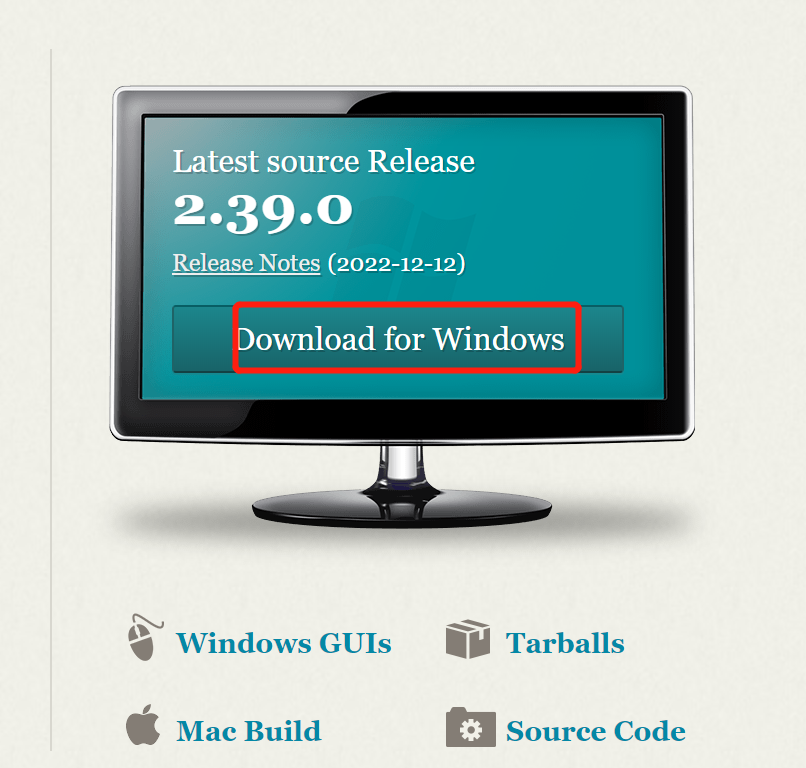 Latest source Release
2.39.0
Release Notes (2022-12-12)
Download for Windows
Windows GUIs
Tarballs
Mac Build
Source Code